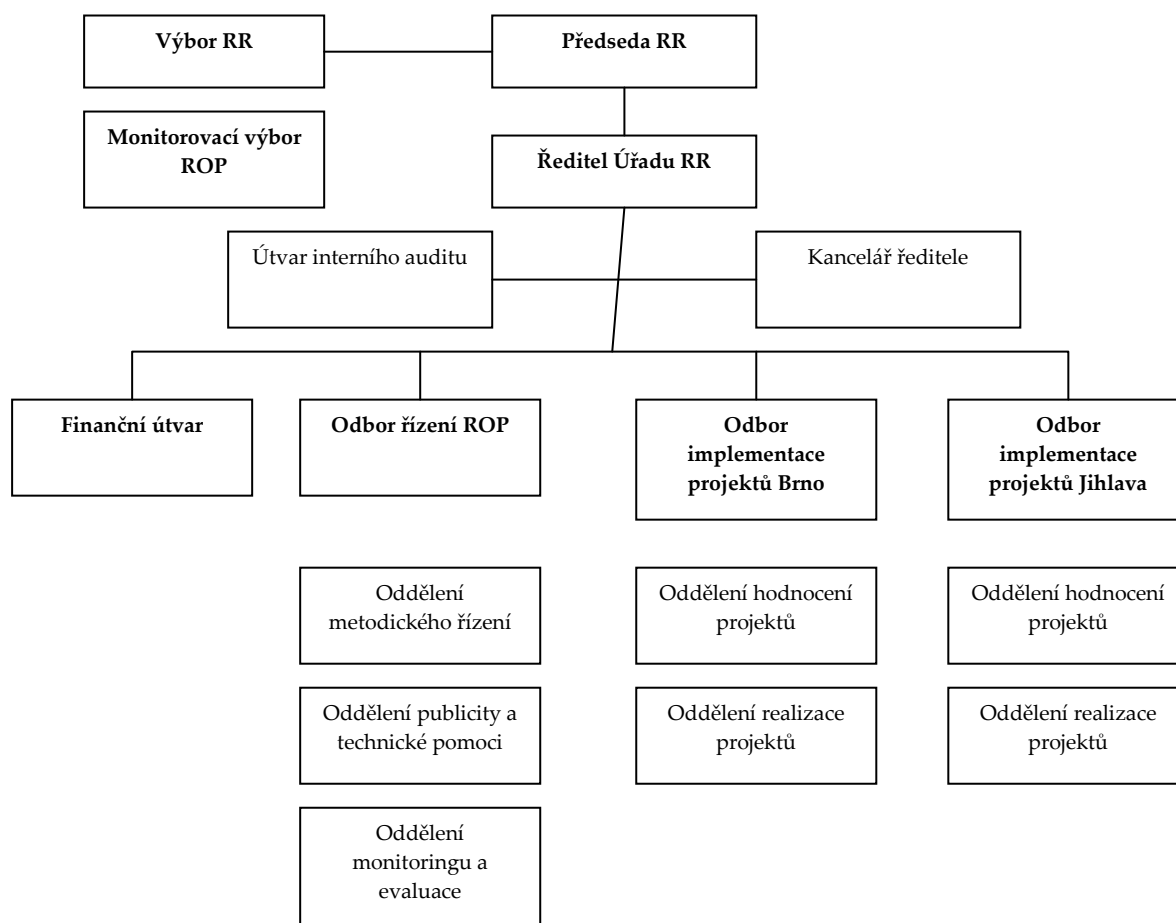 Výbor RR
Předseda RR
Monitorovací výbor
ROP
Ředitel Úřadu RR
Útvar interního auditu
Kancelář ředitele
Finanční útvar
Odbor řízení ROP
Odbor
implementace
projektů Brno
Odbor
implementace
projektů Jihlava
Oddělení
metodického řízení
Oddělení hodnocení
projektů
Oddělení hodnocení
projektů
Oddělení publicity a
technické pomoci
Oddělení realizace
projektů
Oddělení realizace
projektů
Oddělení
monitoringu a
evaluace